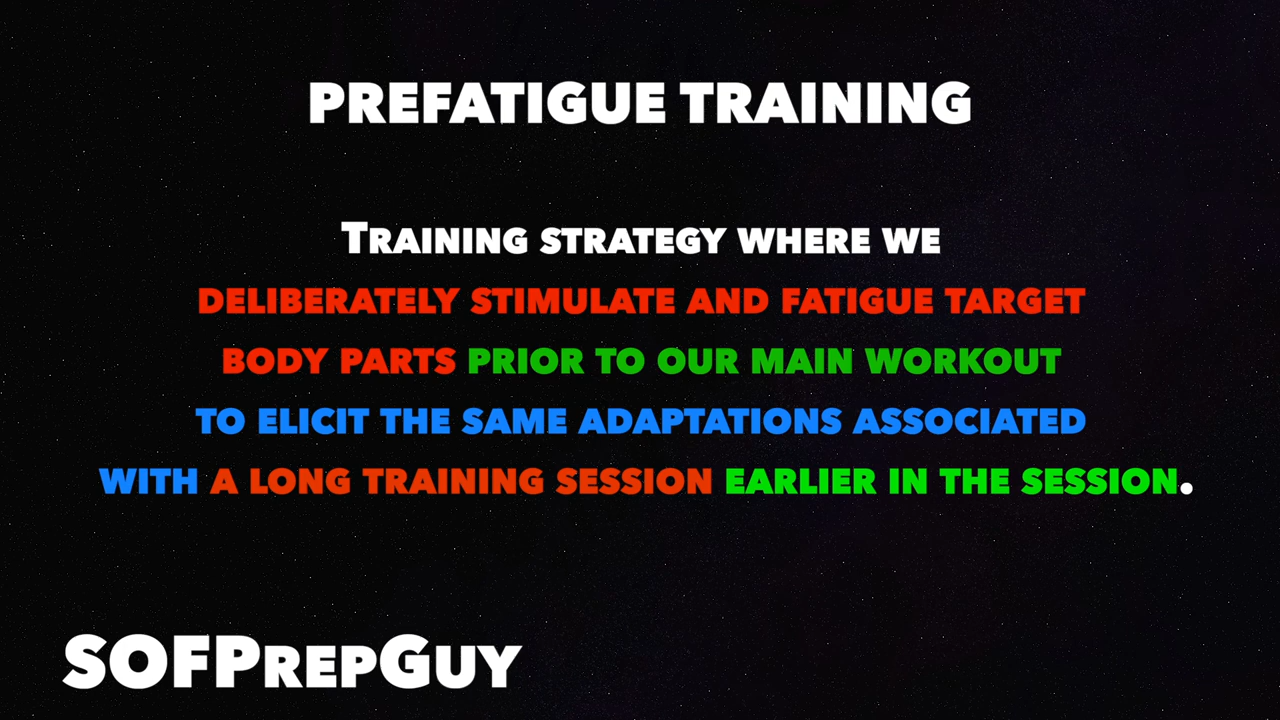 PREFATIGUE TRAINING
TRAINING STRATEGY WHERE WE
DELIBERATELY STIMULATE AND FATIGUE TARGET
BODY PARTS PRIOR TO OUR MAIN WORKOUT
TO ELICIT THE SAME ADAPTATIONS ASSOCIATED
WITH A LONG TRAINING SESSION EARLIER IN THE SESSION.
SOFPREPGUY